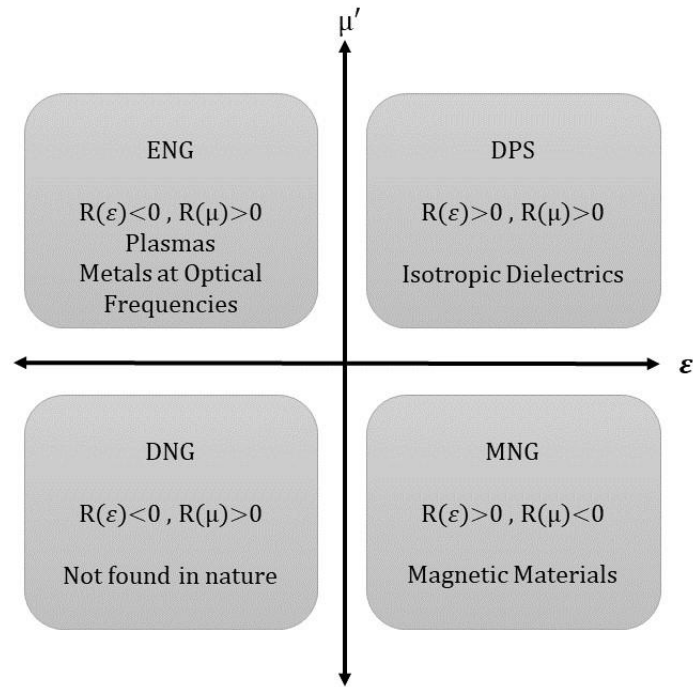 μ′
ENG
R(ε)<0 , R(μ)>0
Plasmas
Metals at Optical
Frequencies
DPS
R(ε)>0 , R(μ)>0
Isotropic Dielectrics
ε
DNG
R(ε)<0 , R(μ)>0
Not found in nature
MNG
R(ε)>0 , R(μ)<0
Magnetic Materials